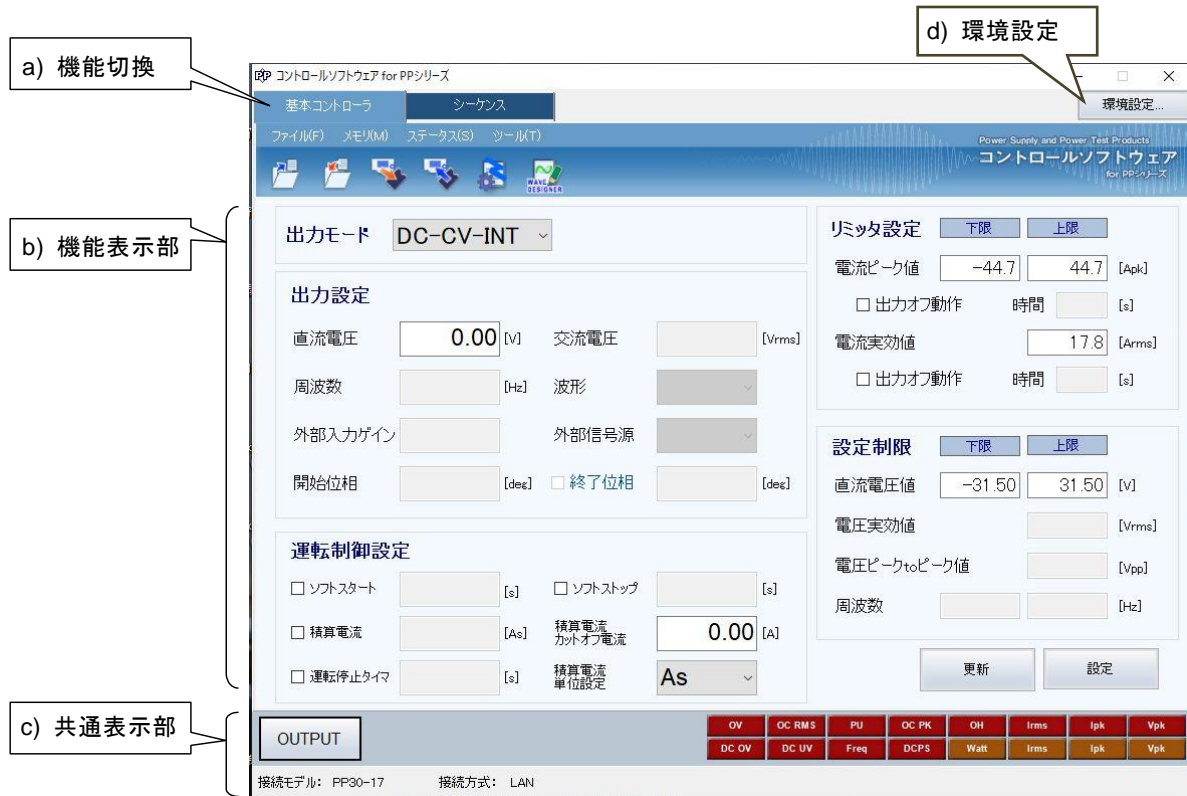 d) 環境設定
a) 機能切換
コントロールソフトウェア for PPシリーズ
基本コントローラ シーケンス 環境設定...
ファイル(F) メモリ(M) ステータス(S) ツール(T)
Power Supply and Power Test Products
コントロールソフトウェア
for PPシリーズ
WAVE DESIGNER
b) 機能表示部
出力モード DC-CV-INT
出力設定
直流電圧 0.00 [V] 交流電圧 [Vrms]
周波数 [Hz] 波形
外部入力ゲイン 外部信号源
開始位相 [deg] 終了位相 [deg]
運転制御設定
ソフトスタート [s] ソフトストップ [s]
積算電流 [As] 積算電流 カットオフ電流 0.00 [A]
運転停止タイマ [s] 積算電流 単位設定 As
リミッタ設定 下限 上限
電流ピーク値 -44.7 44.7 [Apk]
出力オフ動作 時間 [s]
電流実効値 17.8 [Arms]
出力オフ動作 時間 [s]
設定制限 下限 上限
直流電圧値 -31.50 31.50 [V]
電圧実効値 [Vrms]
電圧ピークtoピーク値 [Vpp]
周波数 [Hz]
更新 設定
c) 共通表示部
OUTPUT
OV OC RMS PU OC PK OH Irms Ipk Vpk
DC OV DC UV Freq DCPS Watt Irms Ipk Vpk
接続モデル: PP30-17 接続方式: LAN